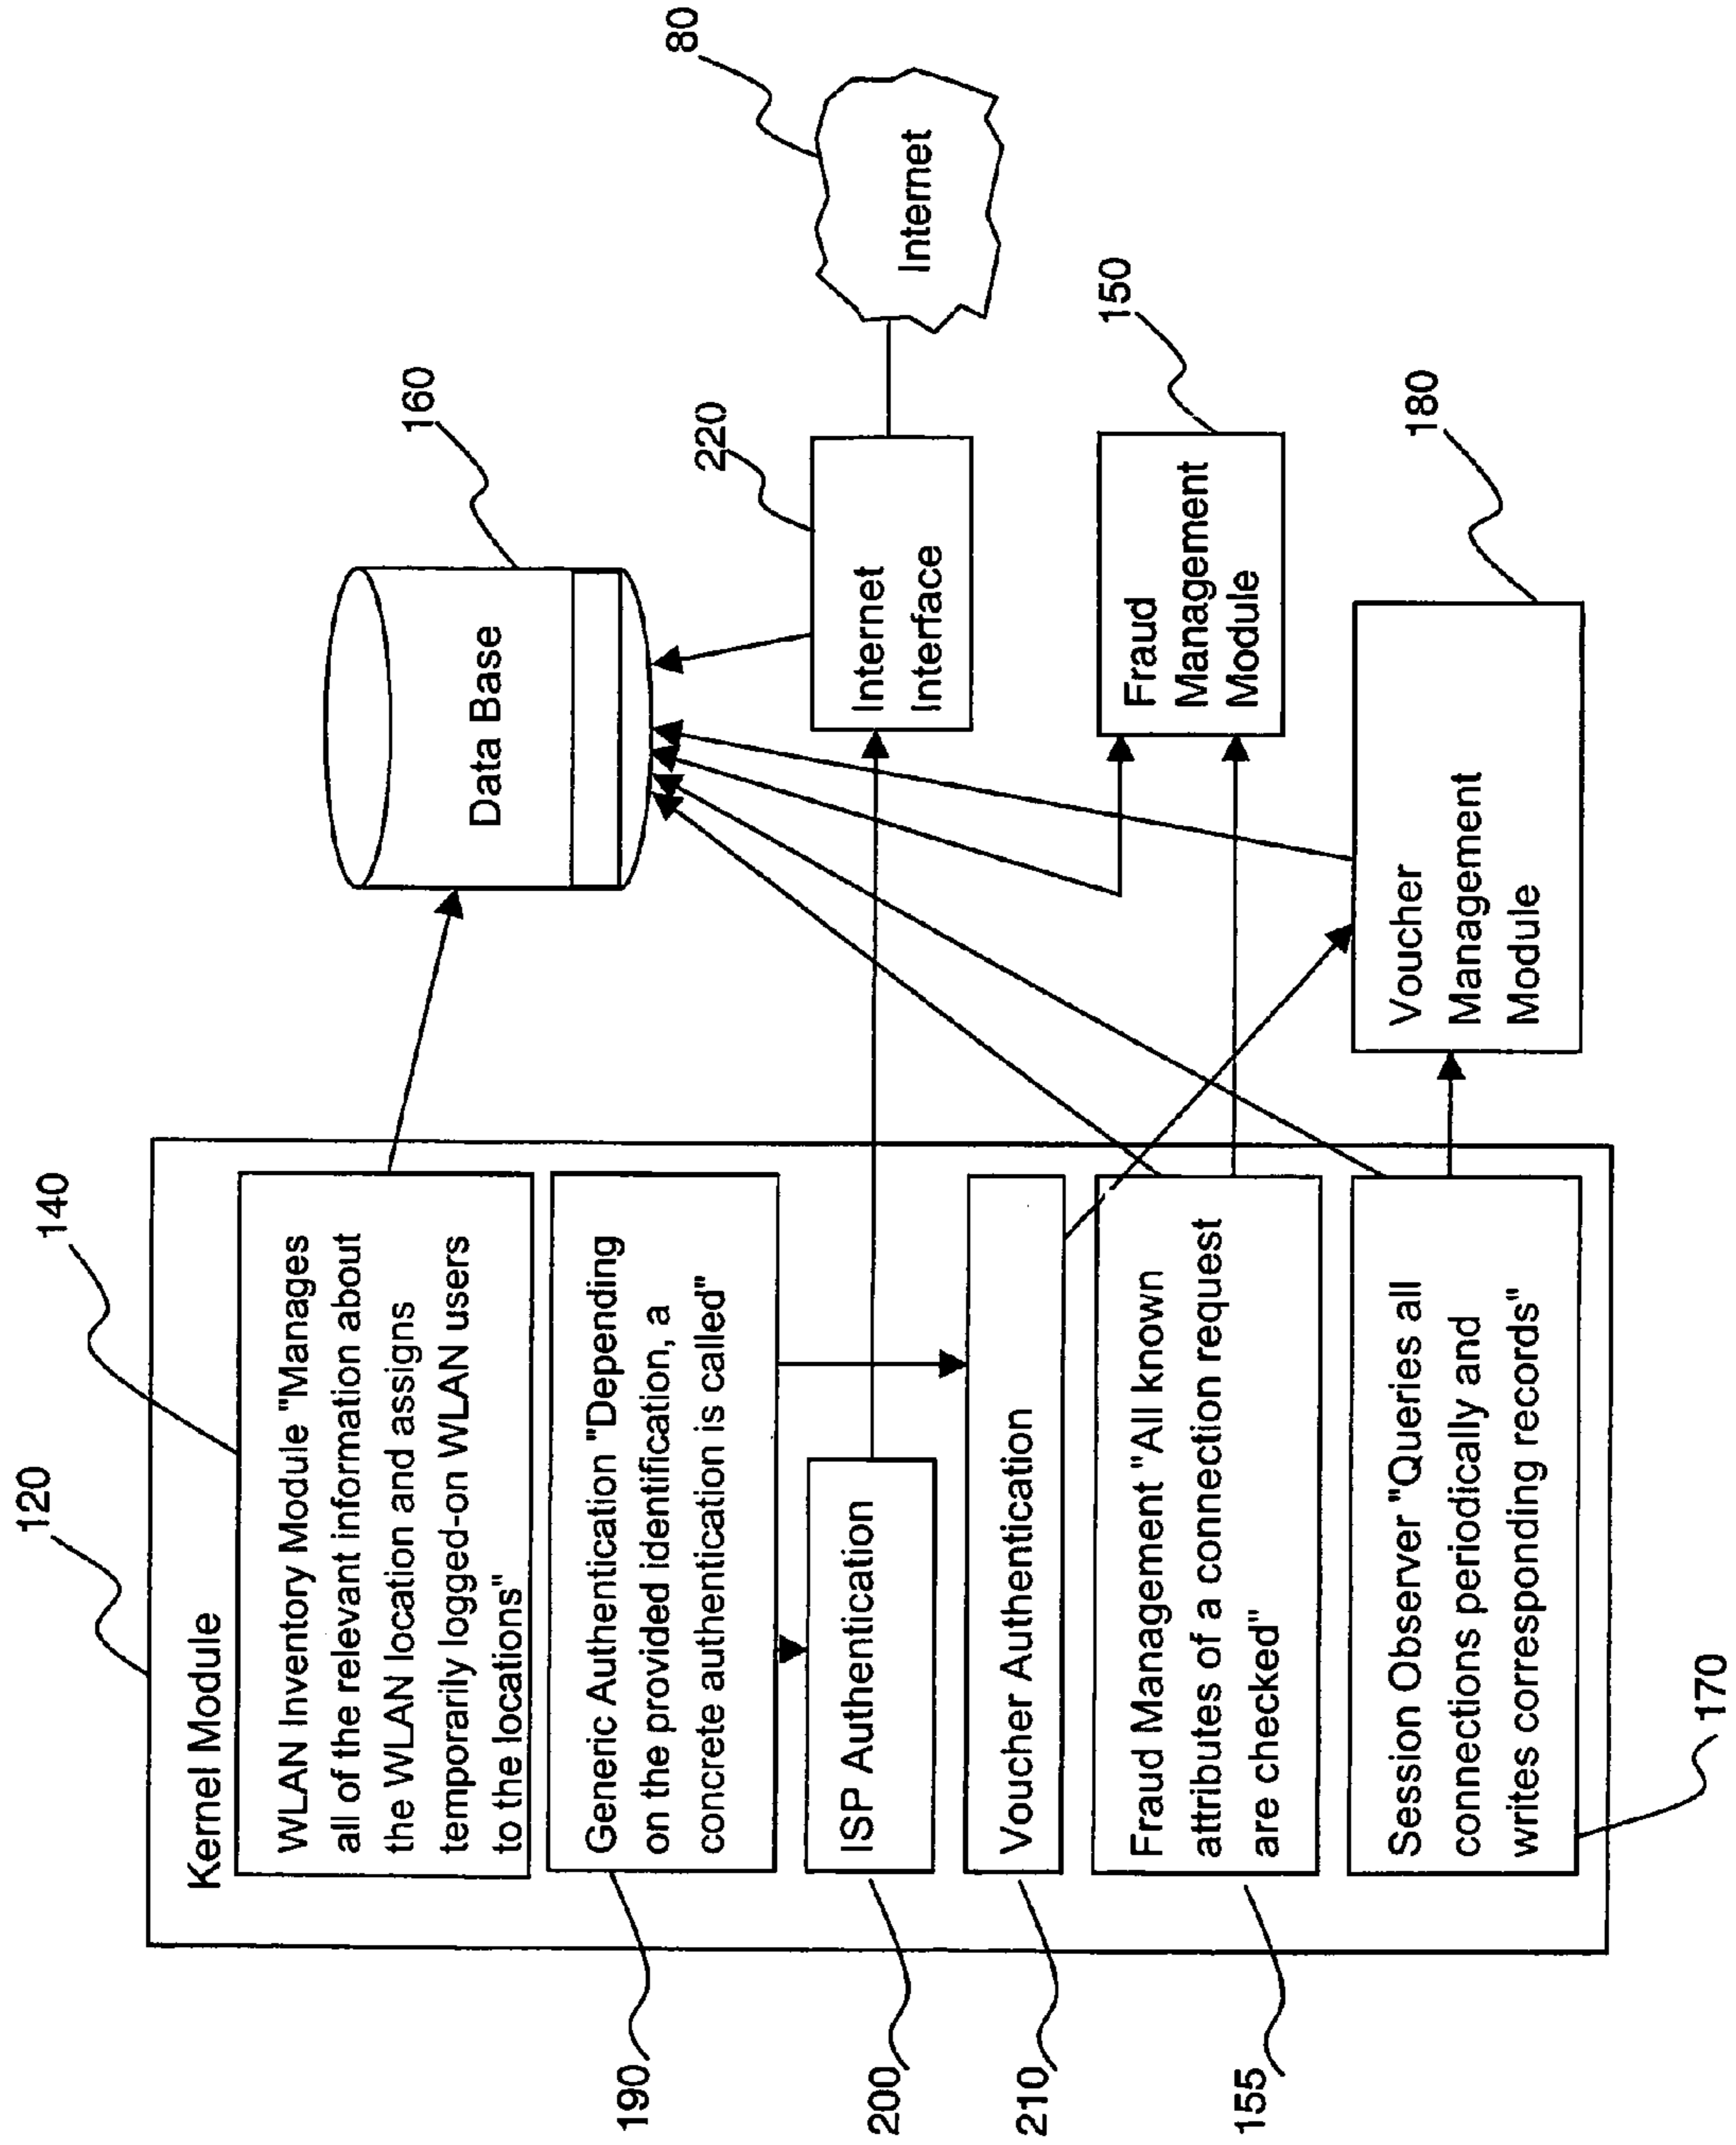 120
140
160
80
Kernel Module
WLAN Inventory Module "Manages
all of the relevant information about
the WLAN location and assigns
temporarily logged-on WLAN users
to the locations"
Data Base
190
Generic Authentication "Depending
on the provided identification, a
concrete authentication is called"
220
200
ISP Authentication
Internet
Interface
Internet
210
Voucher Authentication
155
Fraud Management "All known
attributes of a connection request
are checked"
150
Fraud
Management
Module
Session Observer "Queries all
connections periodically and
writes corresponding records"
180
Voucher
Management
Module
170